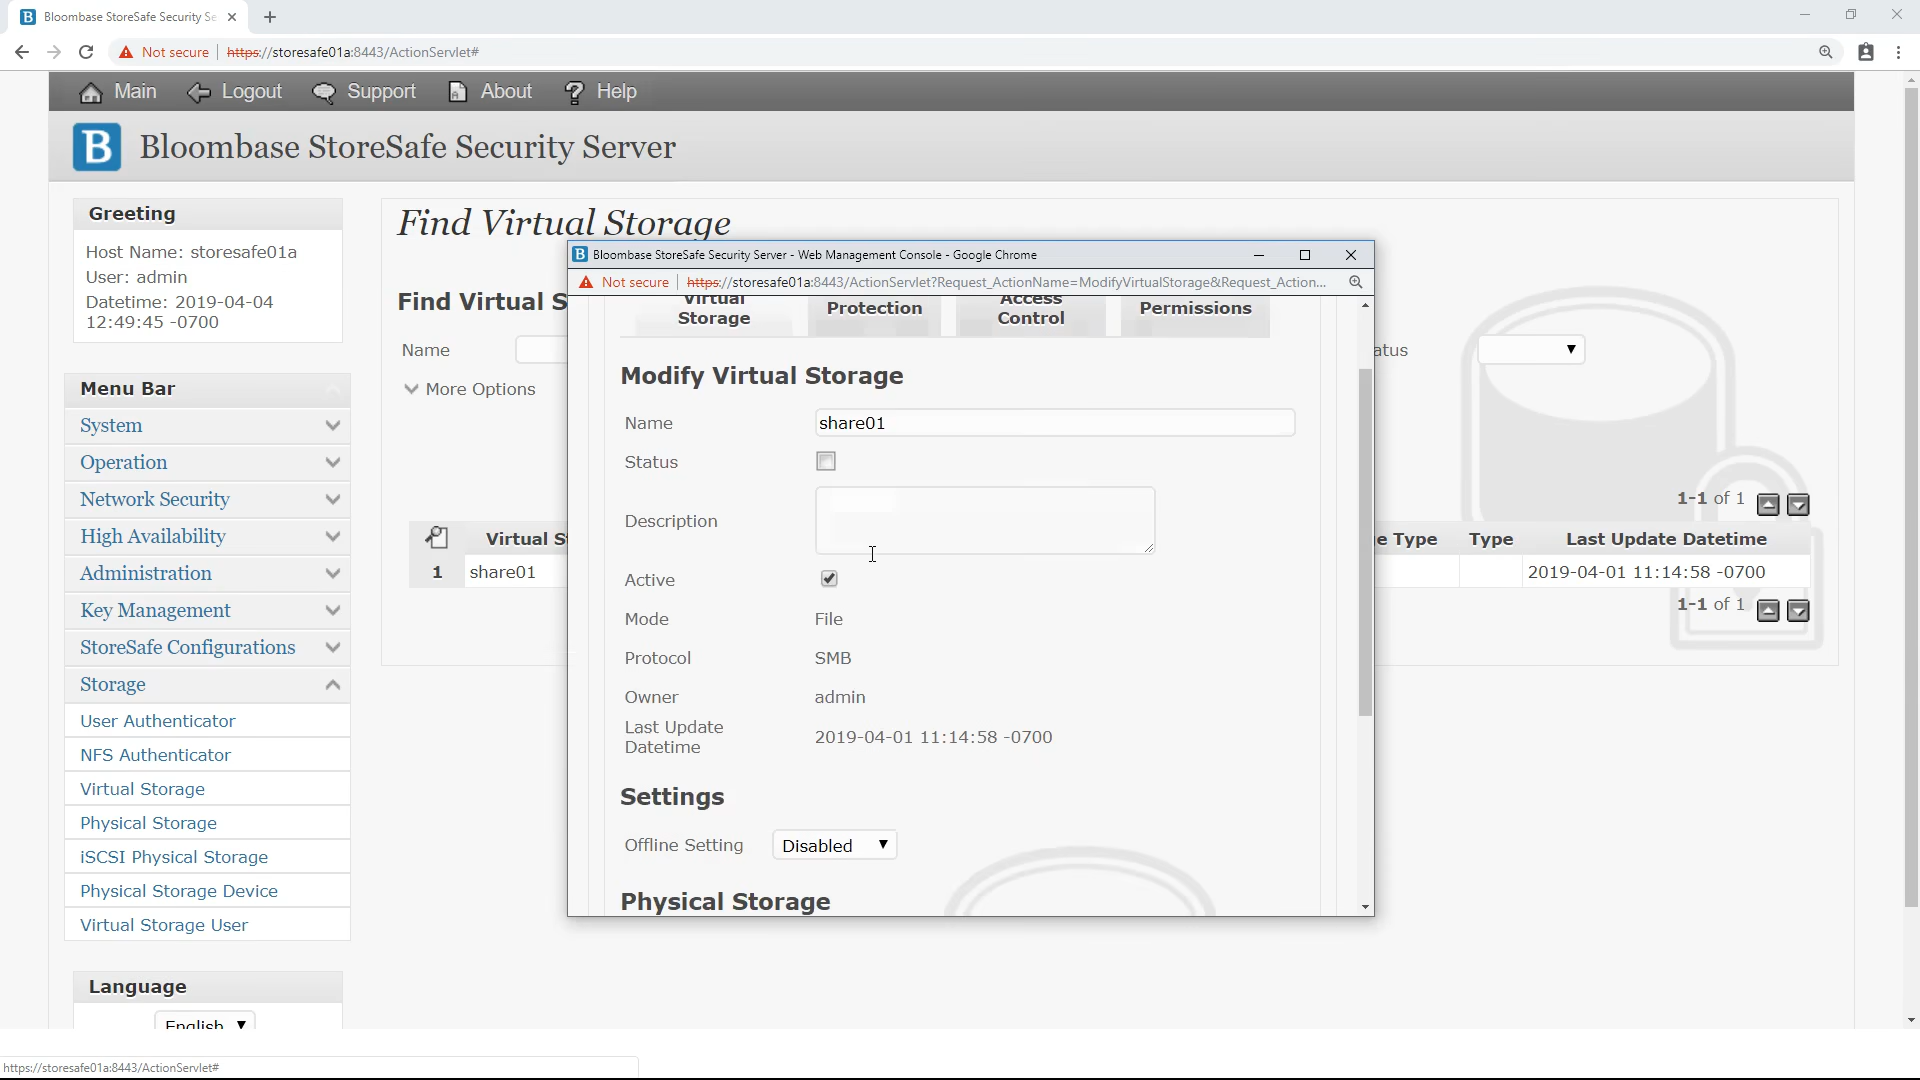 Bloombase StoreSafe Security Se
Not secure https://storesafe01a:8443/ActionServlet#
Main Logout Support About Help
B Bloombase StoreSafe Security Server
Greeting
Host Name: storesafe01a
User: admin
Datetime: 2019-04-04
12:49:45 -0700
Menu Bar
System
Operation
Network Security
High Availability
Administration
Key Management
StoreSafe Configurations
Storage
User Authenticator
NFS Authenticator
Virtual Storage
Physical Storage
iSCSI Physical Storage
Physical Storage Device
Virtual Storage User
Language
English
Find Virtual Storage
Find Virtual S
Name
atus
More Options
1-1 of 1
Virtual S
e Type Type Last Update Datetime
1 share01
2019-04-01 11:14:58 -0700
1-1 of 1
Bloombase StoreSafe Security Server - Web Management Console - Google Chrome
Not secure https://storesafe01a:8443/ActionServlet?Request_ActionName=ModifyVirtualStorage&Request_Action...
Virtual
Storage
Protection
Access
Control
Permissions
Modify Virtual Storage
Name share01
Status
Description
Active
Mode File
Protocol SMB
Owner admin
Last Update
Datetime
2019-04-01 11:14:58 -0700
Settings
Offline Setting Disabled
Physical Storage
https://storesafe01a:8443/ActionServlet#